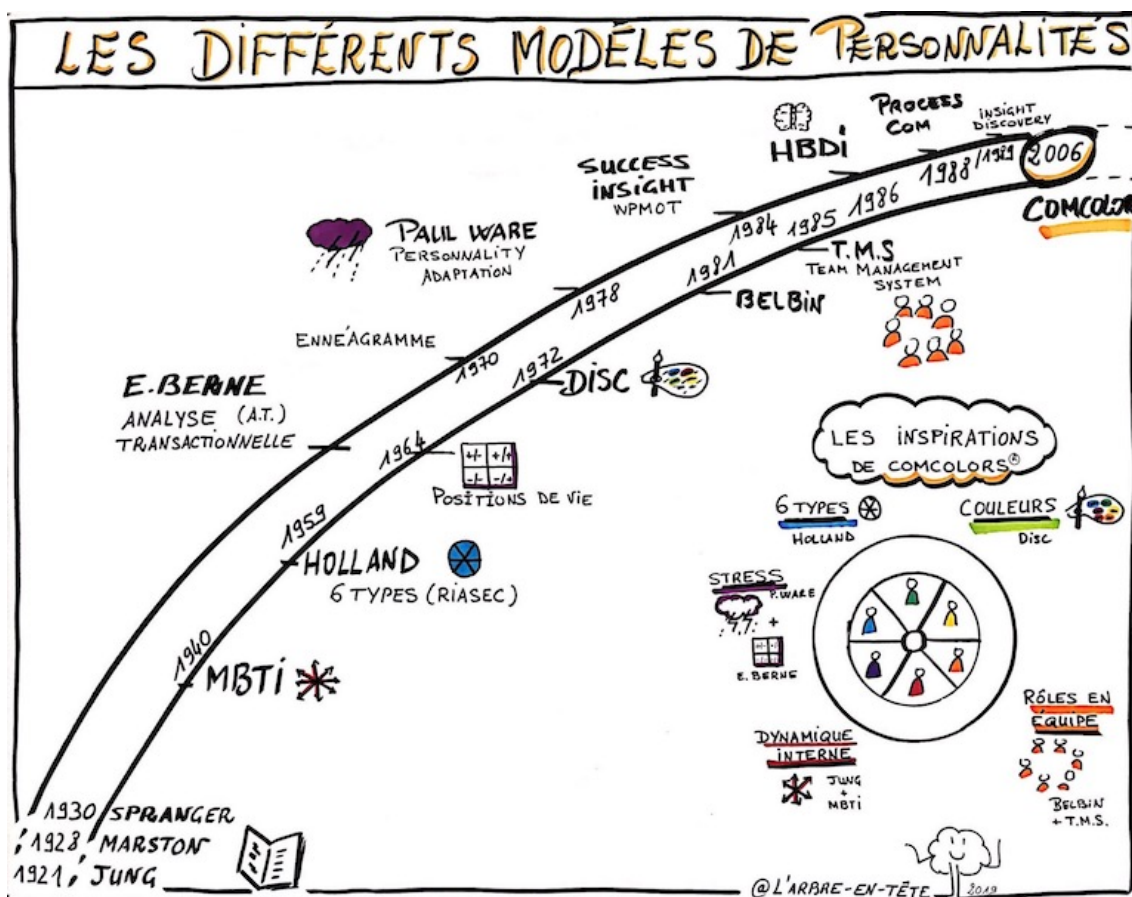 LES DIFFÉRENTS MODÈLES DE PERSONNALITÉS
PROCESS
COM
INSIGHT
DISCOVERY
HBDi
1988/1989
2006
COMCOLOR
SUCCESS
INSIGHT
WPMOT
1984
1985
1986
T.M.S
TEAM MANAGEMENT
SYSTEM
PAUL WARE
PERSONNALITY
ADAPTATION
1978
1981
BELBIN
ENNÉAGRAMME
1970
1972
DISC
E. BERNE
ANALYSE (A.T.)
TRANSACTIONNELLE
1964
+/- +/+
-/- -/+
POSITIONS DE VIE
1959
HOLLAND
6 TYPES (RIASEC)
1940
MBTi
1930 SPRANGER
1928 MARSTON
1921 JUNG
LES INSPIRATIONS
DE COMCOLORS®
6 TYPES
HOLLAND
COULEURS
DISC
STRESS
P. WARE
+
E. BERNE
DYNAMIQUE
INTERNE
JUNG
+
MBTI
RÔLES EN
ÉQUIPE
BELBIN
+ T.M.S.
@L'ARBRE-EN-TÊTE 2019